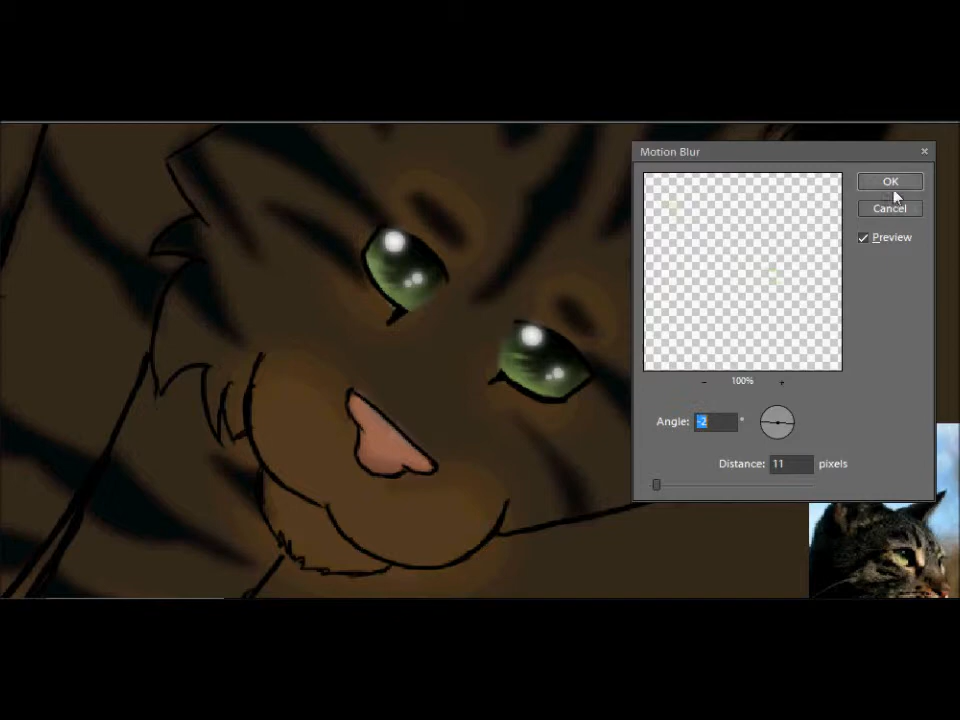 Motion Blur
OK
Cancel
Preview
100%
Angle: -2 °
Distance: 11 pixels